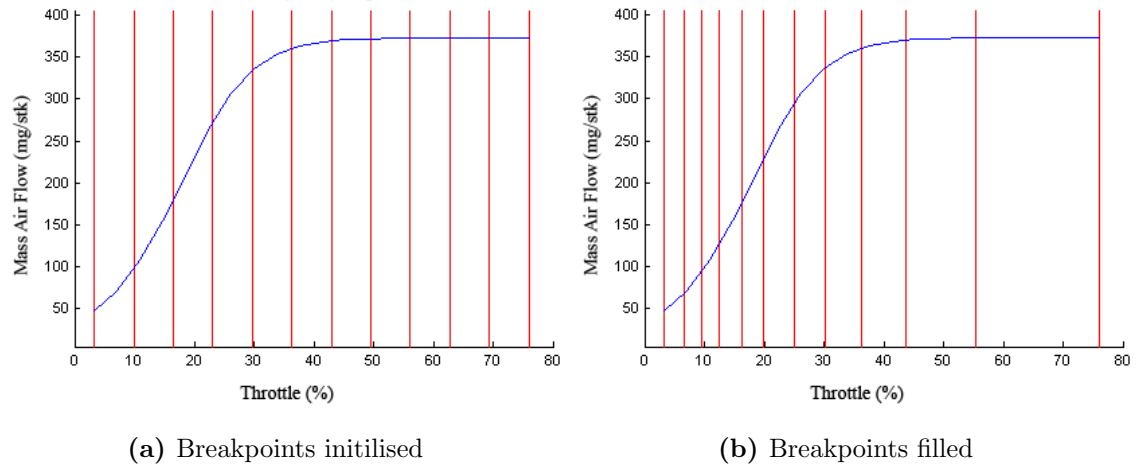 400
350
300
250
200
150
100
50
0 10 20 30 40 50 60 70 80
Mass Air Flow (mg/stk)
Throttle (%)
(a) Breakpoints initilised
400
350
300
250
200
150
100
50
0 10 20 30 40 50 60 70 80
Mass Air Flow (mg/stk)
Throttle (%)
(b) Breakpoints filled